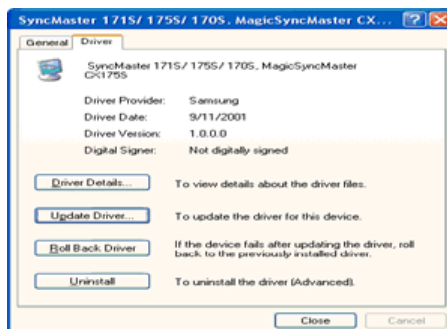 SyncMaster 171S/ 175S/ 170S, MagicSyncMaster CX...
General Driver
SyncMaster 171S/ 175S/ 170S, MagicSyncMaster
CX175S
Driver Provider: Samsung
Driver Date: 9/11/2001
Driver Version: 1.0.0.0
Digital Signer: Not digitally signed
Driver Details... To view details about the driver files.
Update Driver... To update the driver for this device.
Roll Back Driver If the device fails after updating the driver, roll
back to the previously installed driver.
Uninstall To uninstall the driver (Advanced).
Close Cancel